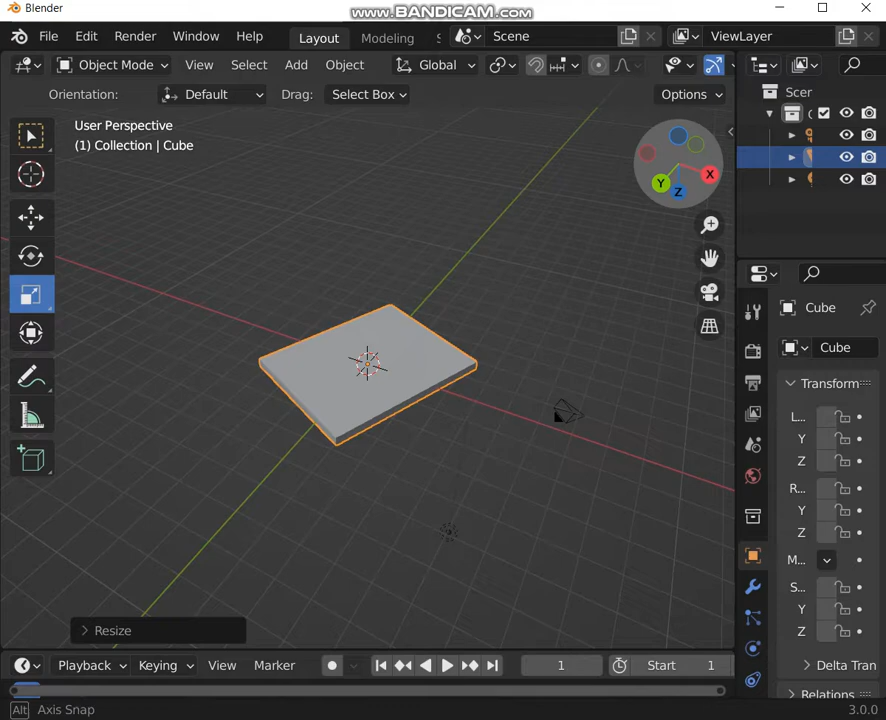 Blender
www.BANDICAM.com
File Edit Render Window Help Layout Modeling Scene ViewLayer
Object Mode View Select Add Object Global
Orientation: Default Drag: Select Box Options
User Perspective
(1) Collection | Cube
X
Y
Z
Scer
Cube
Cube
Transform
L...
Y
Z
R...
Y
Z
M...
S...
Y
Z
Resize
Delta Tran
Relations
Playback Keying View Marker 1 Start 1
Alt Axis Snap 3.0.0